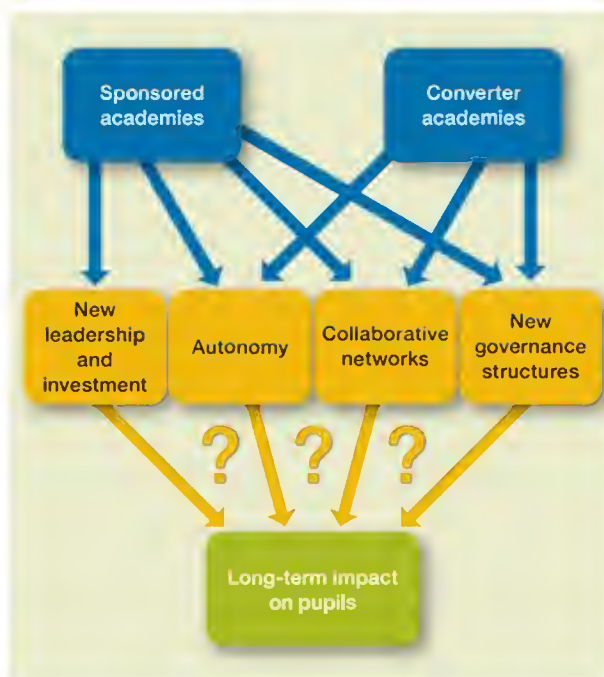 Sponsored
academies
Converter
academies
New
leadership
and
investment
Autonomy
Collaborative
networks
New
governance
structures
? ? ?
Long-term impact
on pupils